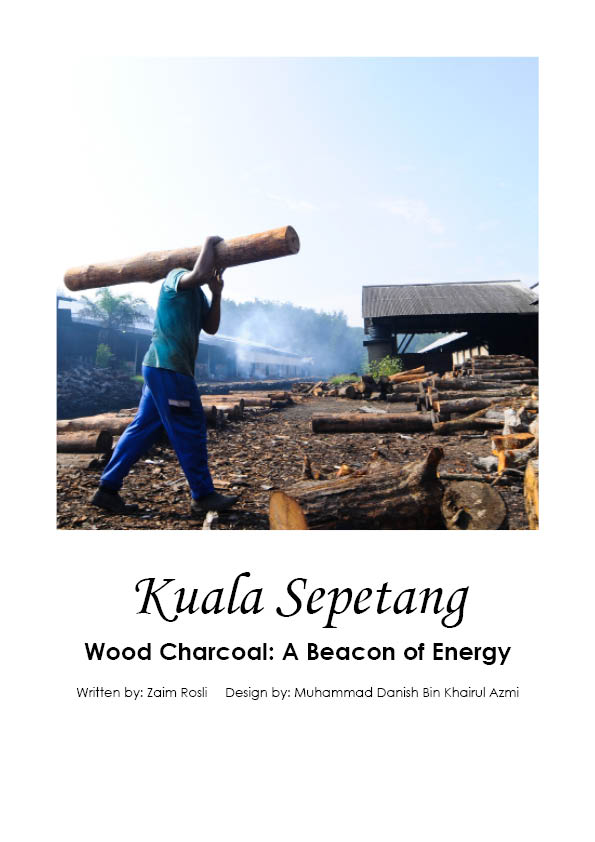 Kuala Sepetang
Wood Charcoal: A Beacon of Energy
Written by: Zaim Rosli Design by: Muhammad Danish Bin Khairul Azmi